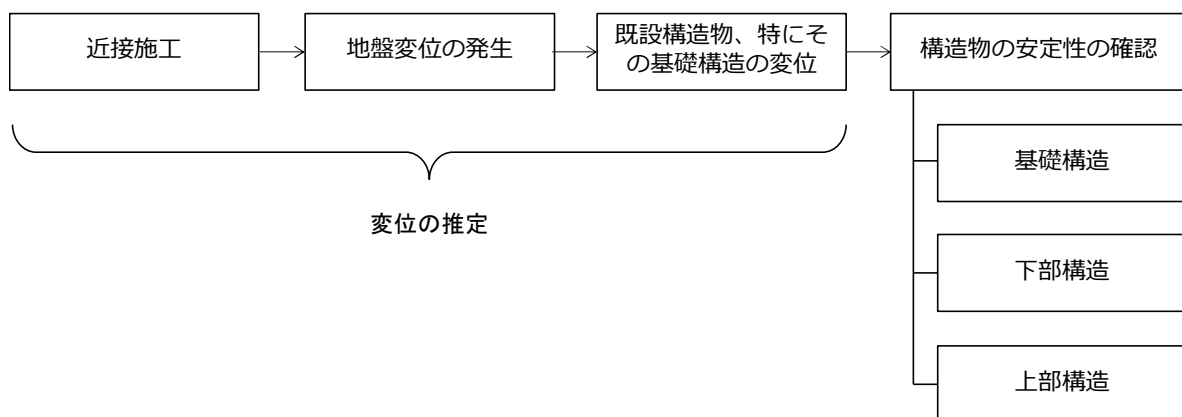 近接施工
地盤変位の発生
既設構造物、特にそ
の基礎構造の変位
構造物の安定性の確認
変位の推定
基礎構造
下部構造
上部構造